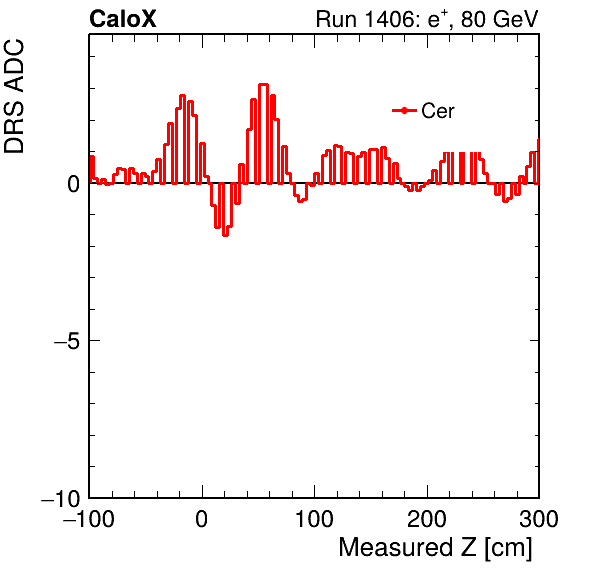 CaloX Run 1406: e⁺, 80 GeV
DRS ADC
Cer
0
−5
−10
−100 0 100 200 300
Measured Z [cm]